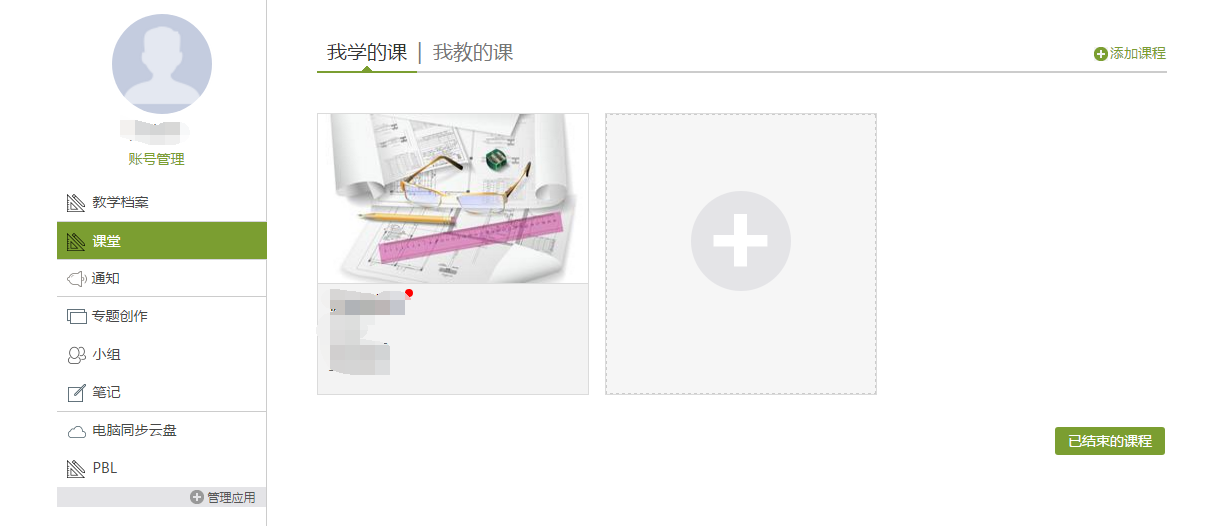 账号管理
教学档案
课堂
通知
专题创作
小组
笔记
电脑同步云盘
PBL
管理应用
我学的课 | 我教的课
添加课程
已结束的课程